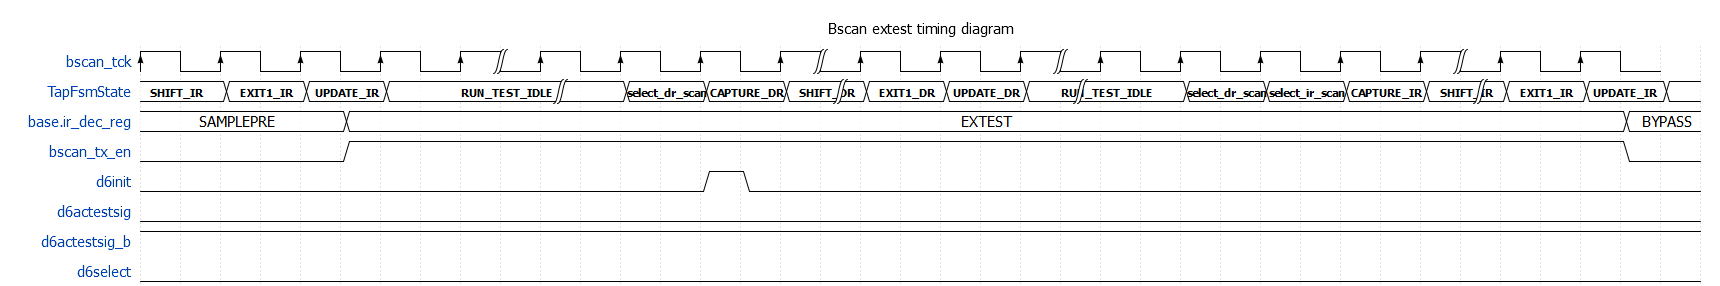 Bscan extest timing diagram
bscan_tck
TapFsmState SHIFT_IR EXIT1_IR UPDATE_IR RUN_TEST_IDLE select_dr_scan CAPTURE_DR SHIFT_DR EXIT1_DR UPDATE_DR RUN_TEST_IDLE select_dr_scan select_ir_scan CAPTURE_IR SHIFT_IR EXIT1_IR UPDATE_IR
base.ir_dec_reg SAMPLEPRE EXTEST BYPASS
bscan_tx_en
d6init
d6actestsig
d6actestsig_b
d6select